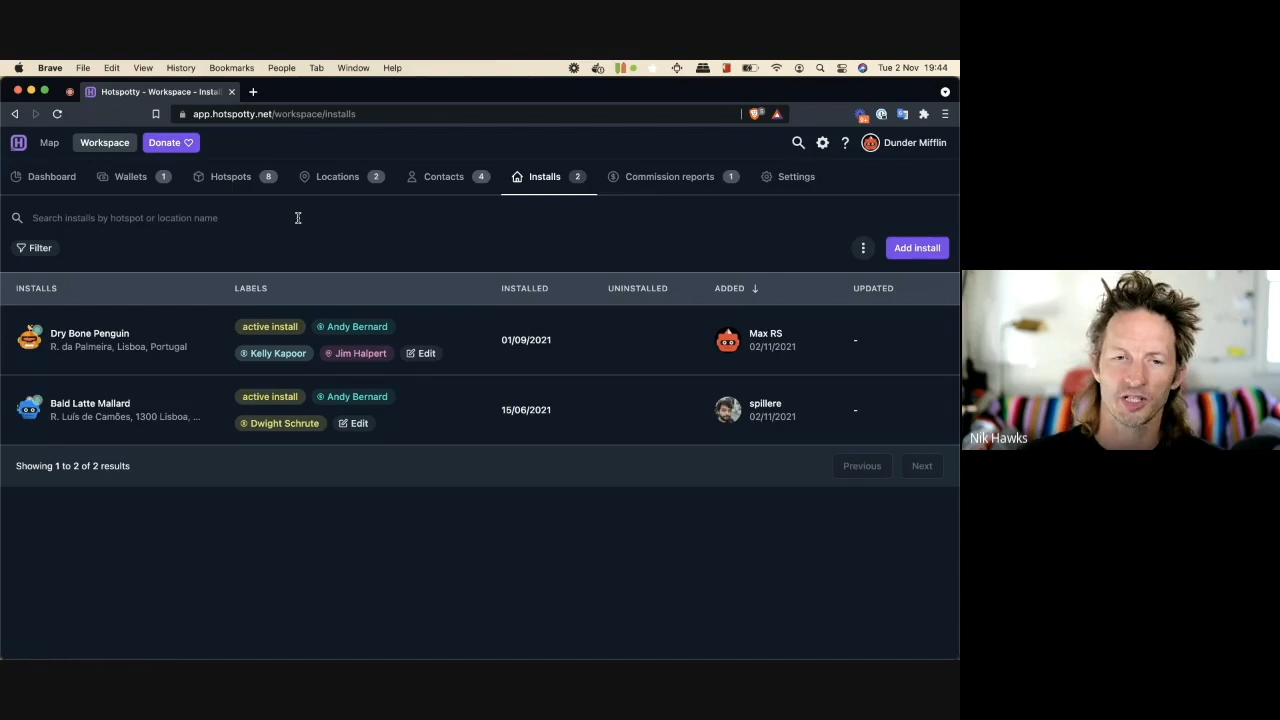 Brave File Edit View History Bookmarks People Tab Window Help Tue 2 Nov 19:44
Hotspotty - Workspace - Instal
app.hotspotty.net/workspace/installs
Map Workspace Donate Dunder Mifflin
Dashboard Wallets 1 Hotspots 8 Locations 2 Contacts 4 Installs 2 Commission reports 1 Settings
Search installs by hotspot or location name
Filter Add install
INSTALLS LABELS INSTALLED UNINSTALLED ADDED UPDATED
Dry Bone Penguin
R. da Palmeira, Lisboa, Portugal
active install Andy Bernard
Kelly Kapoor Jim Halpert Edit
01/09/2021
Max RS
02/11/2021
-
Bald Latte Mallard
R. Luís de Camões, 1300 Lisboa, ...
active install Andy Bernard
Dwight Schrute Edit
15/06/2021
spillere
02/11/2021
-
Showing 1 to 2 of 2 results Previous Next
Nik Hawks